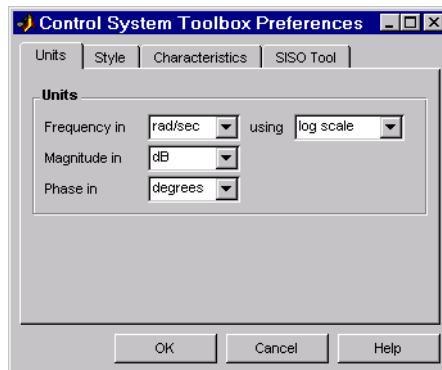 Control System Toolbox Preferences
Units Style Characteristics SISO Tool
Units
Frequency in rad/sec using log scale
Magnitude in dB
Phase in degrees
OK Cancel Help